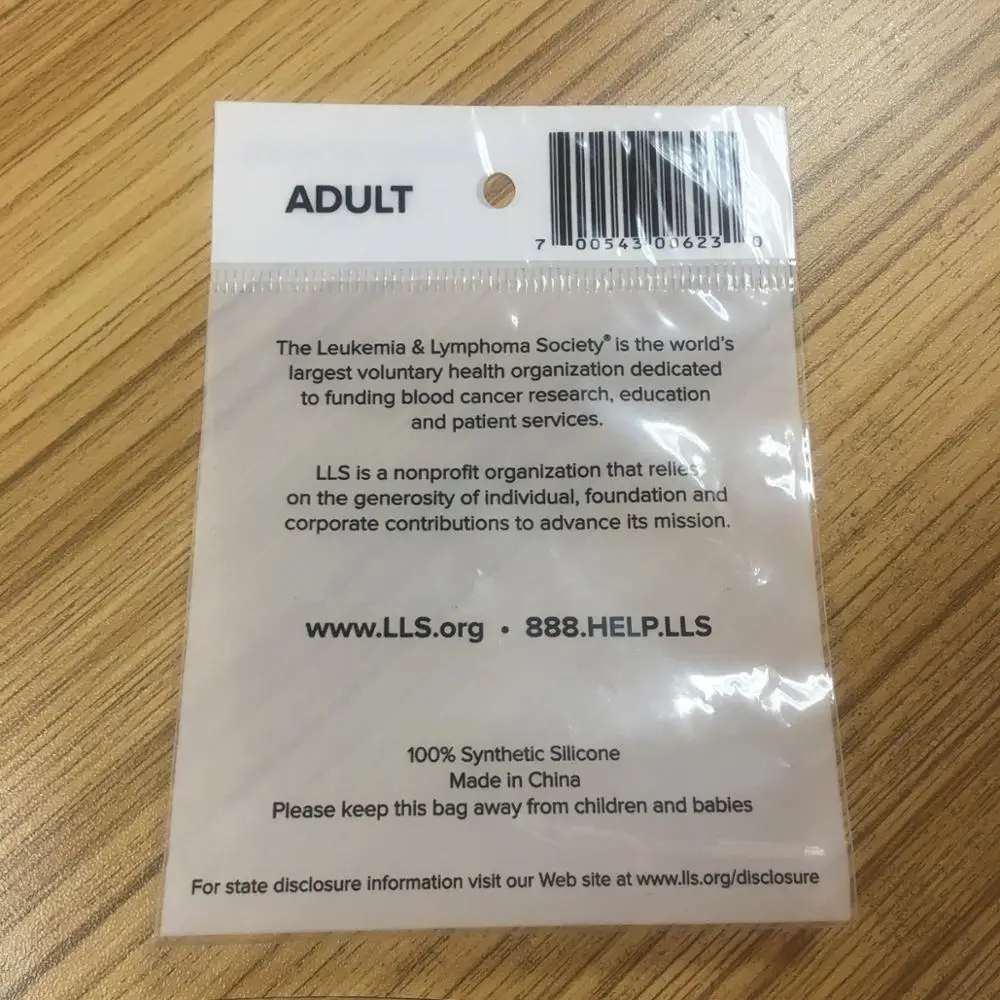 ADULT
7 00543 00623 0
The Leukemia & Lymphoma Society® is the world's
largest voluntary health organization dedicated
to funding blood cancer research, education
and patient services.
LLS is a nonprofit organization that relies
on the generosity of individual, foundation and
corporate contributions to advance its mission.
www.LLS.org • 888.HELP.LLS
100% Synthetic Silicone
Made in China
Please keep this bag away from children and babies
For state disclosure information visit our Web site at www.lls.org/disclosure